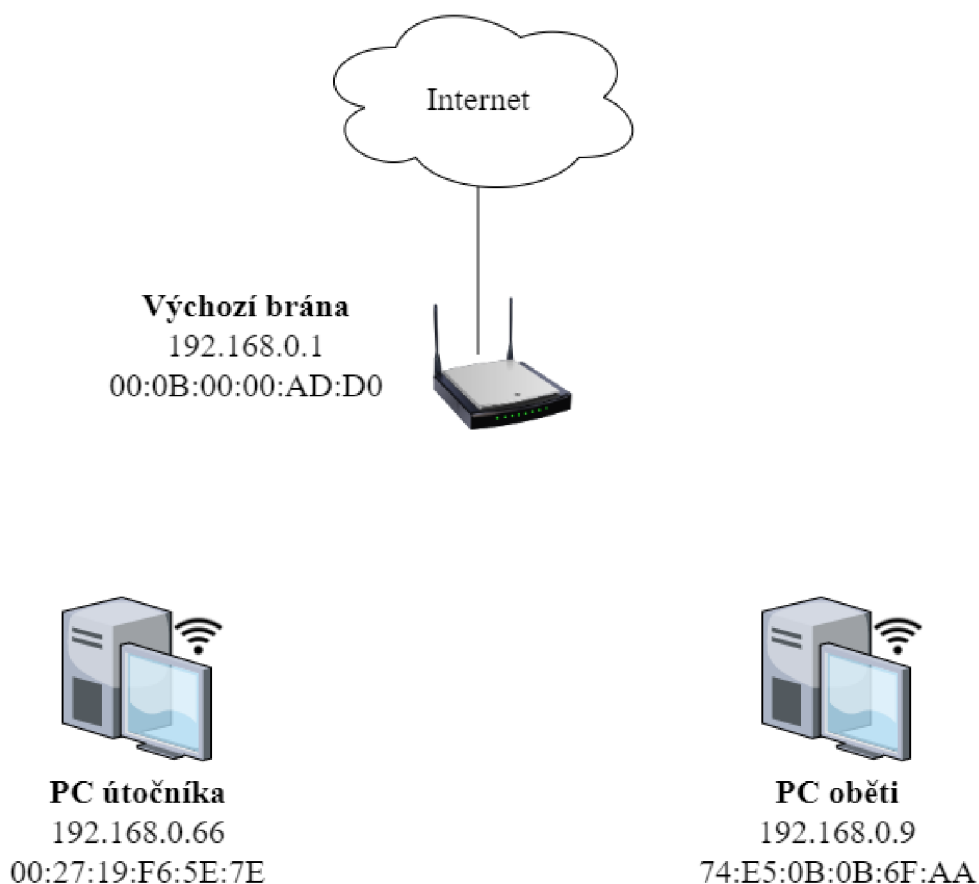 Internet
Výchozí brána
192.168.0.1
00:0B:00:00:AD:D0
PC útočníka
192.168.0.66
00:27:19:F6:5E:7E
PC oběti
192.168.0.9
74:E5:0B:0B:6F:AA